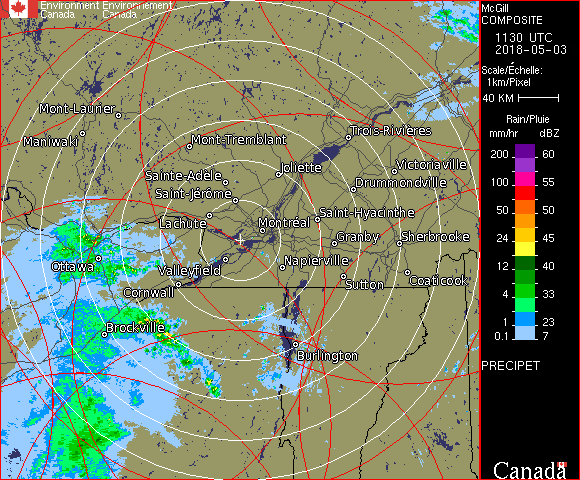 Environment Environnement
Canada Canada
Mont-Laurier
Maniwaki
Mont-Tremblant
Trois-Rivières
Joliette
Victoriaville
Sainte-Adèle
Drummondville
Saint-Jérôme
Saint-Hyacinthe
Lachute
Montréal
Granby
Sherbrooke
Ottawa
Valleyfield
Napierville
Coaticook
Cornwall
Sutton
Brockville
Burlington
McGill
COMPOSITE
1130 UTC
2018-05-03
Scale/Échelle:
1km/Pixel
40 KM
Rain/Pluie
mm/hr dBZ
200 60
100 55
50 50
24 45
12 40
4 33
1 23
0.1 7
PRECIPET
Canada